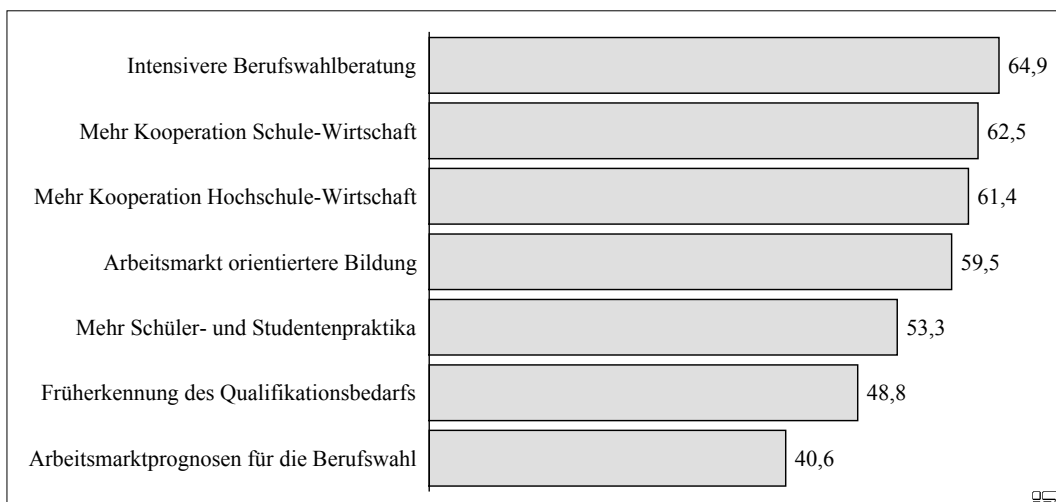 Intensivere Berufswahlberatung 64,9
Mehr Kooperation Schule-Wirtschaft 62,5
Mehr Kooperation Hochschule-Wirtschaft 61,4
Arbeitsmarkt orientiertere Bildung 59,5
Mehr Schüler- und Studentenpraktika 53,3
Früherkennung des Qualifikationsbedarfs 48,8
Arbeitsmarktprognosen für die Berufswahl 40,6